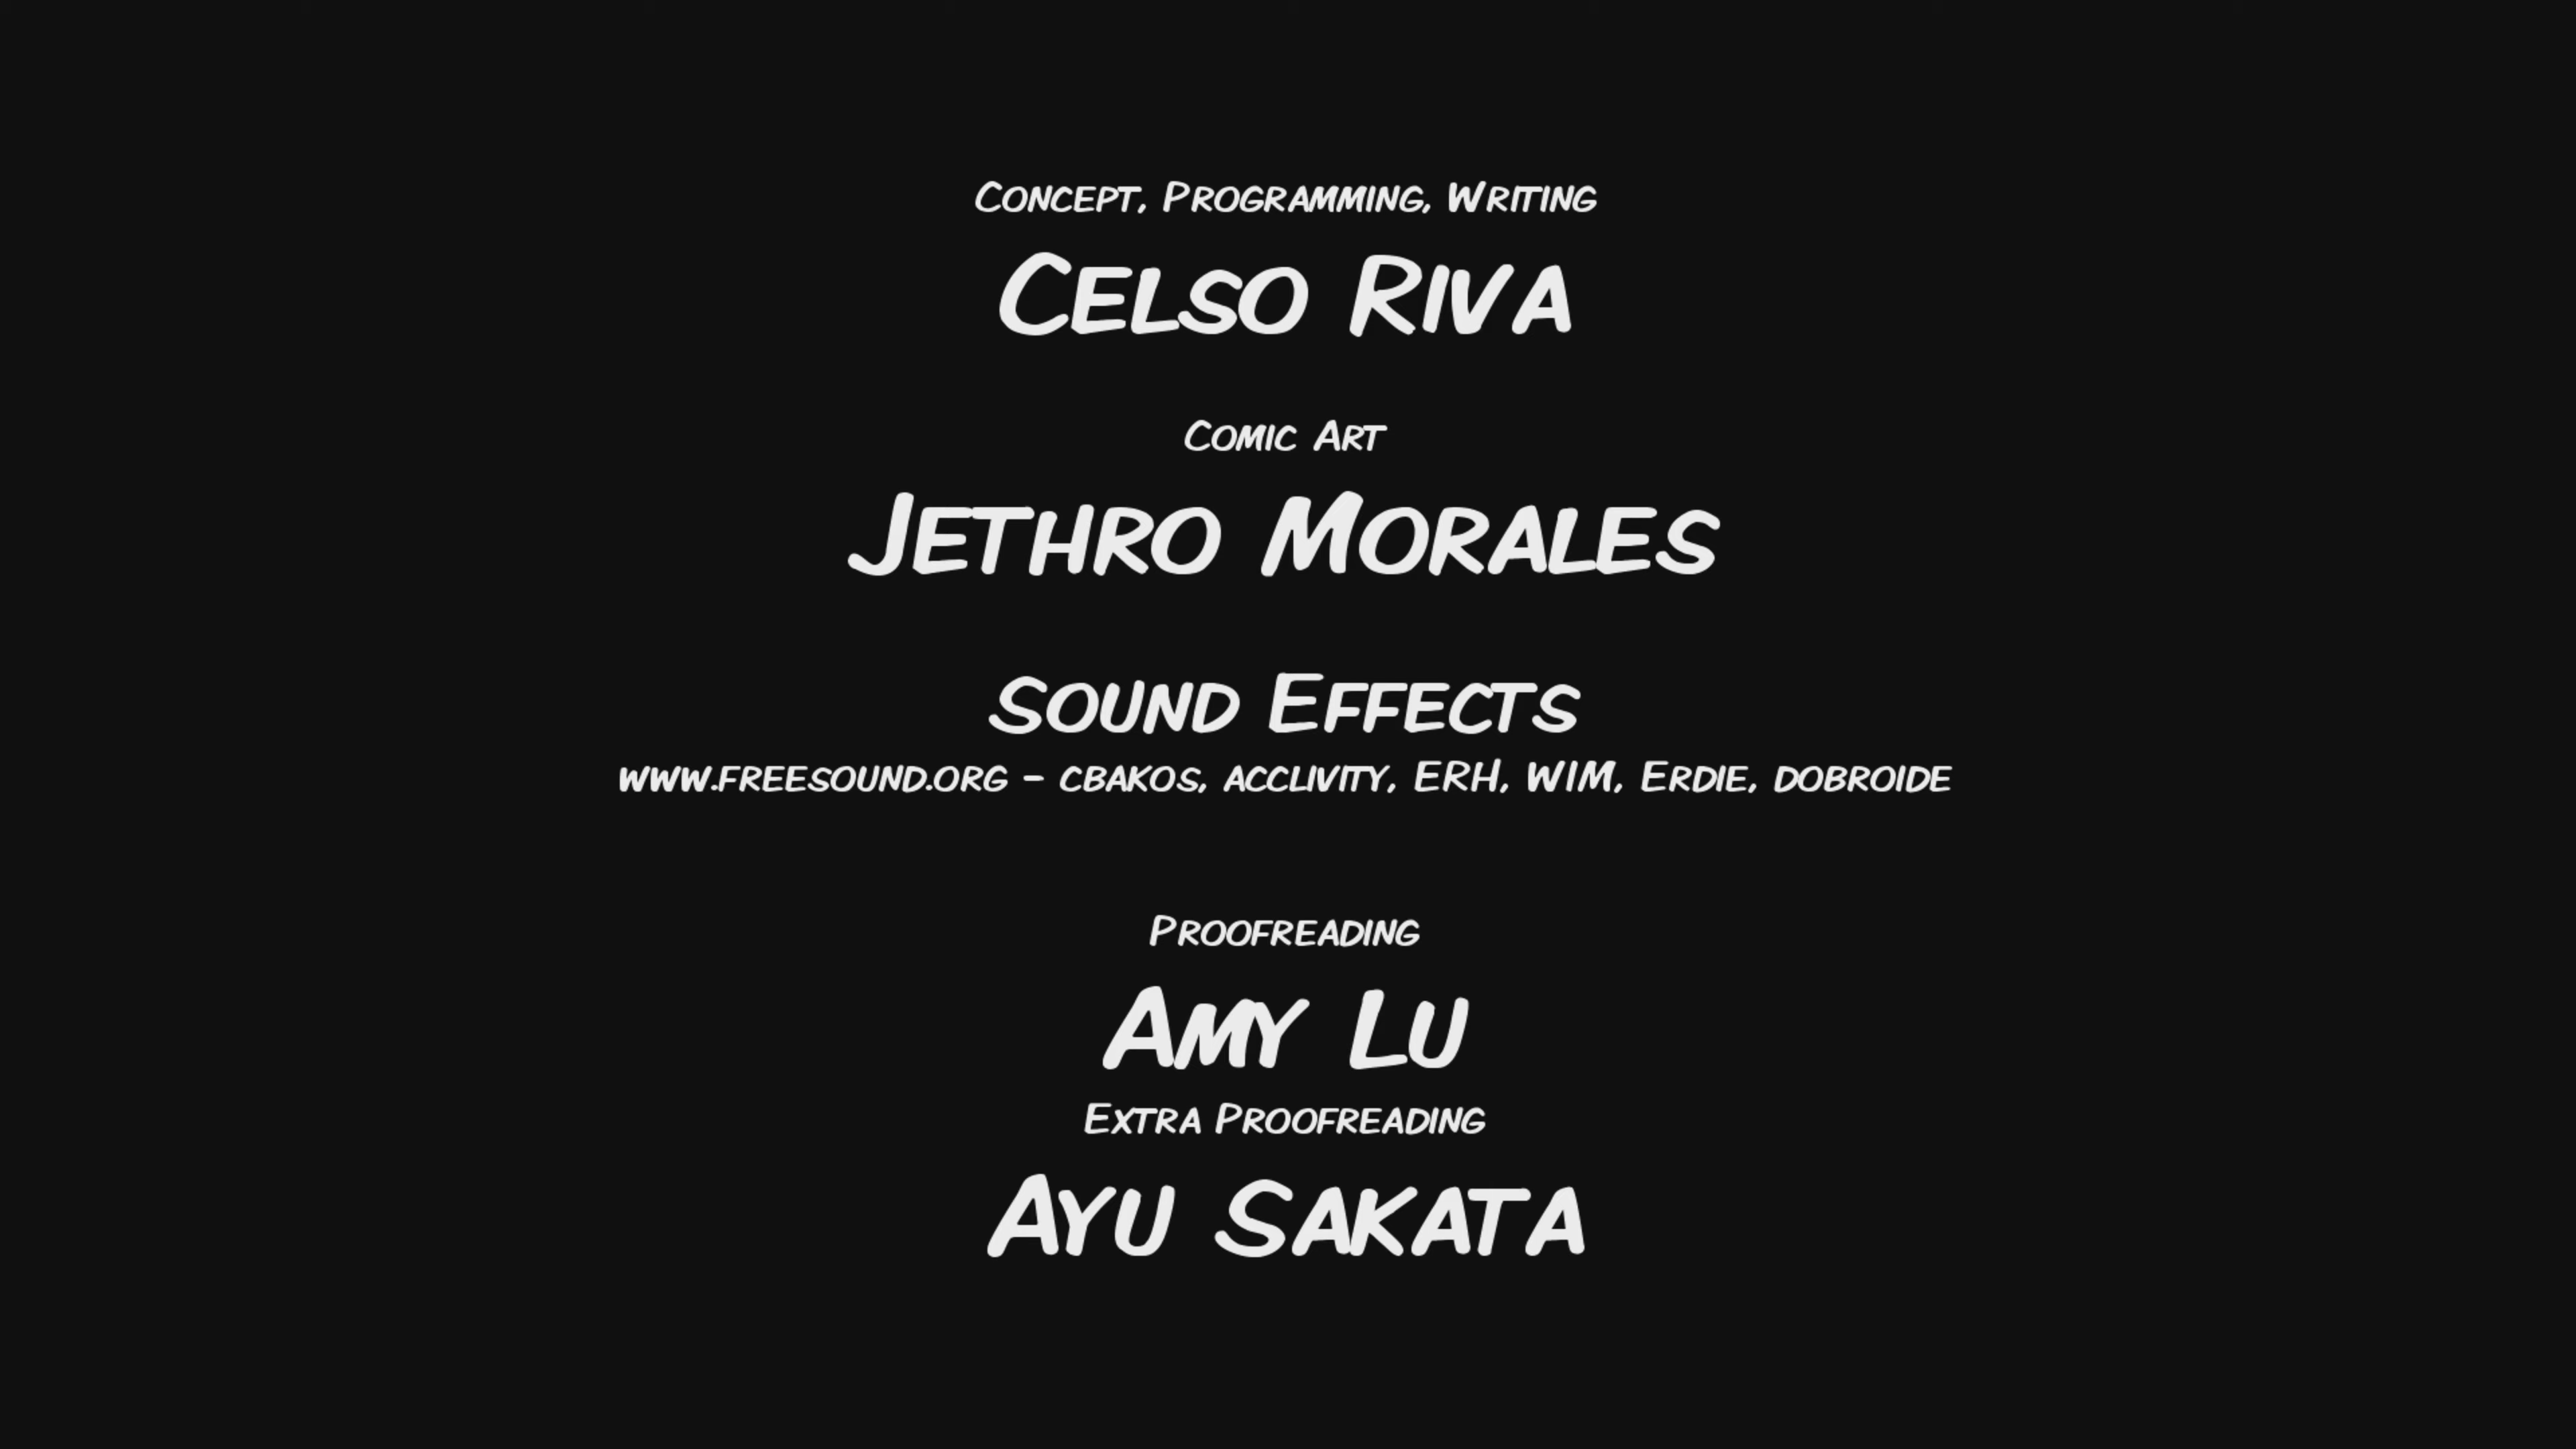 Concept, Programming, Writing
Celso Riva
Comic Art
Jethro Morales
Sound Effects
www.freesound.org - cbakos, acclivity, ERH, WIM, Erdie, dobroide
Proofreading
Amy Lu
Extra Proofreading
Ayu Sakata